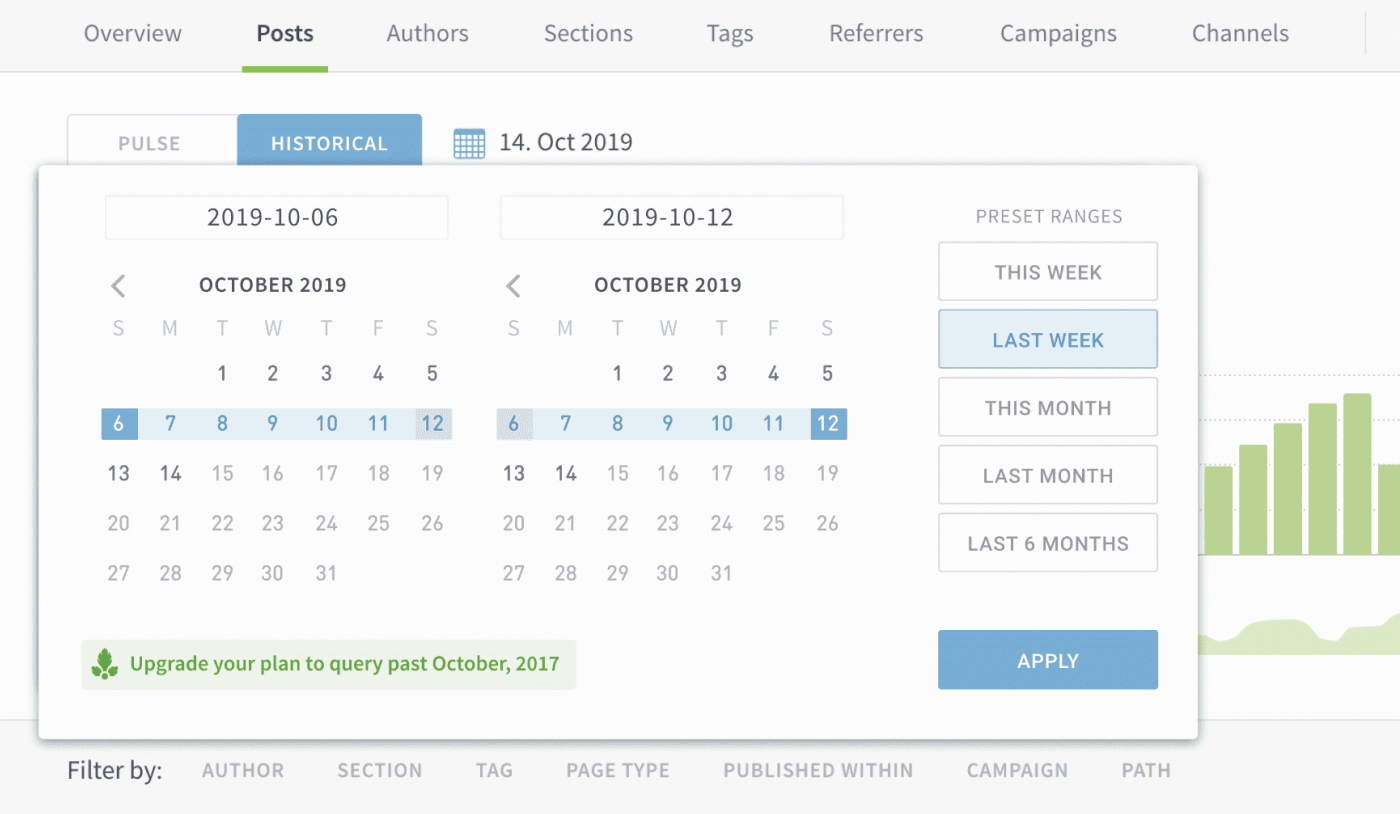 Overview Posts Authors Sections Tags Referrers Campaigns Channels
PULSE HISTORICAL 14. Oct 2019
2019-10-06 2019-10-12 PRESET RANGES
THIS WEEK
OCTOBER 2019 OCTOBER 2019
S M T W T F S S M T W T F S
LAST WEEK
1 2 3 4 5 1 2 3 4 5
THIS MONTH
6 7 8 9 10 11 12 6 7 8 9 10 11 12
13 14 15 16 17 18 19 13 14 15 16 17 18 19
LAST MONTH
20 21 22 23 24 25 26 20 21 22 23 24 25 26
LAST 6 MONTHS
27 28 29 30 31 27 28 29 30 31
Upgrade your plan to query past October, 2017 APPLY
Filter by: AUTHOR SECTION TAG PAGE TYPE PUBLISHED WITHIN CAMPAIGN PATH